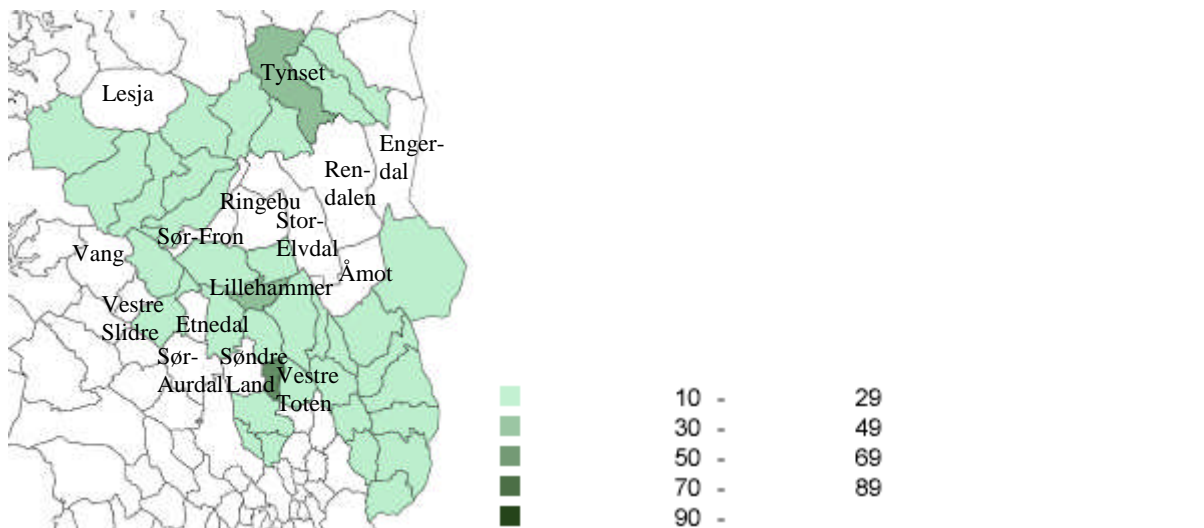 Tynset
Lesja
Enger-
dal
Ren-
dalen
Ringebu
Stor-
Elvdal
Sør-Fron
Vang
Åmot
Lillehammer
Vestre
Slidre
Etnedal
Sør-
Aurdal
Søndre
Land
Vestre
Toten
10 - 29
30 - 49
50 - 69
70 - 89
90 -